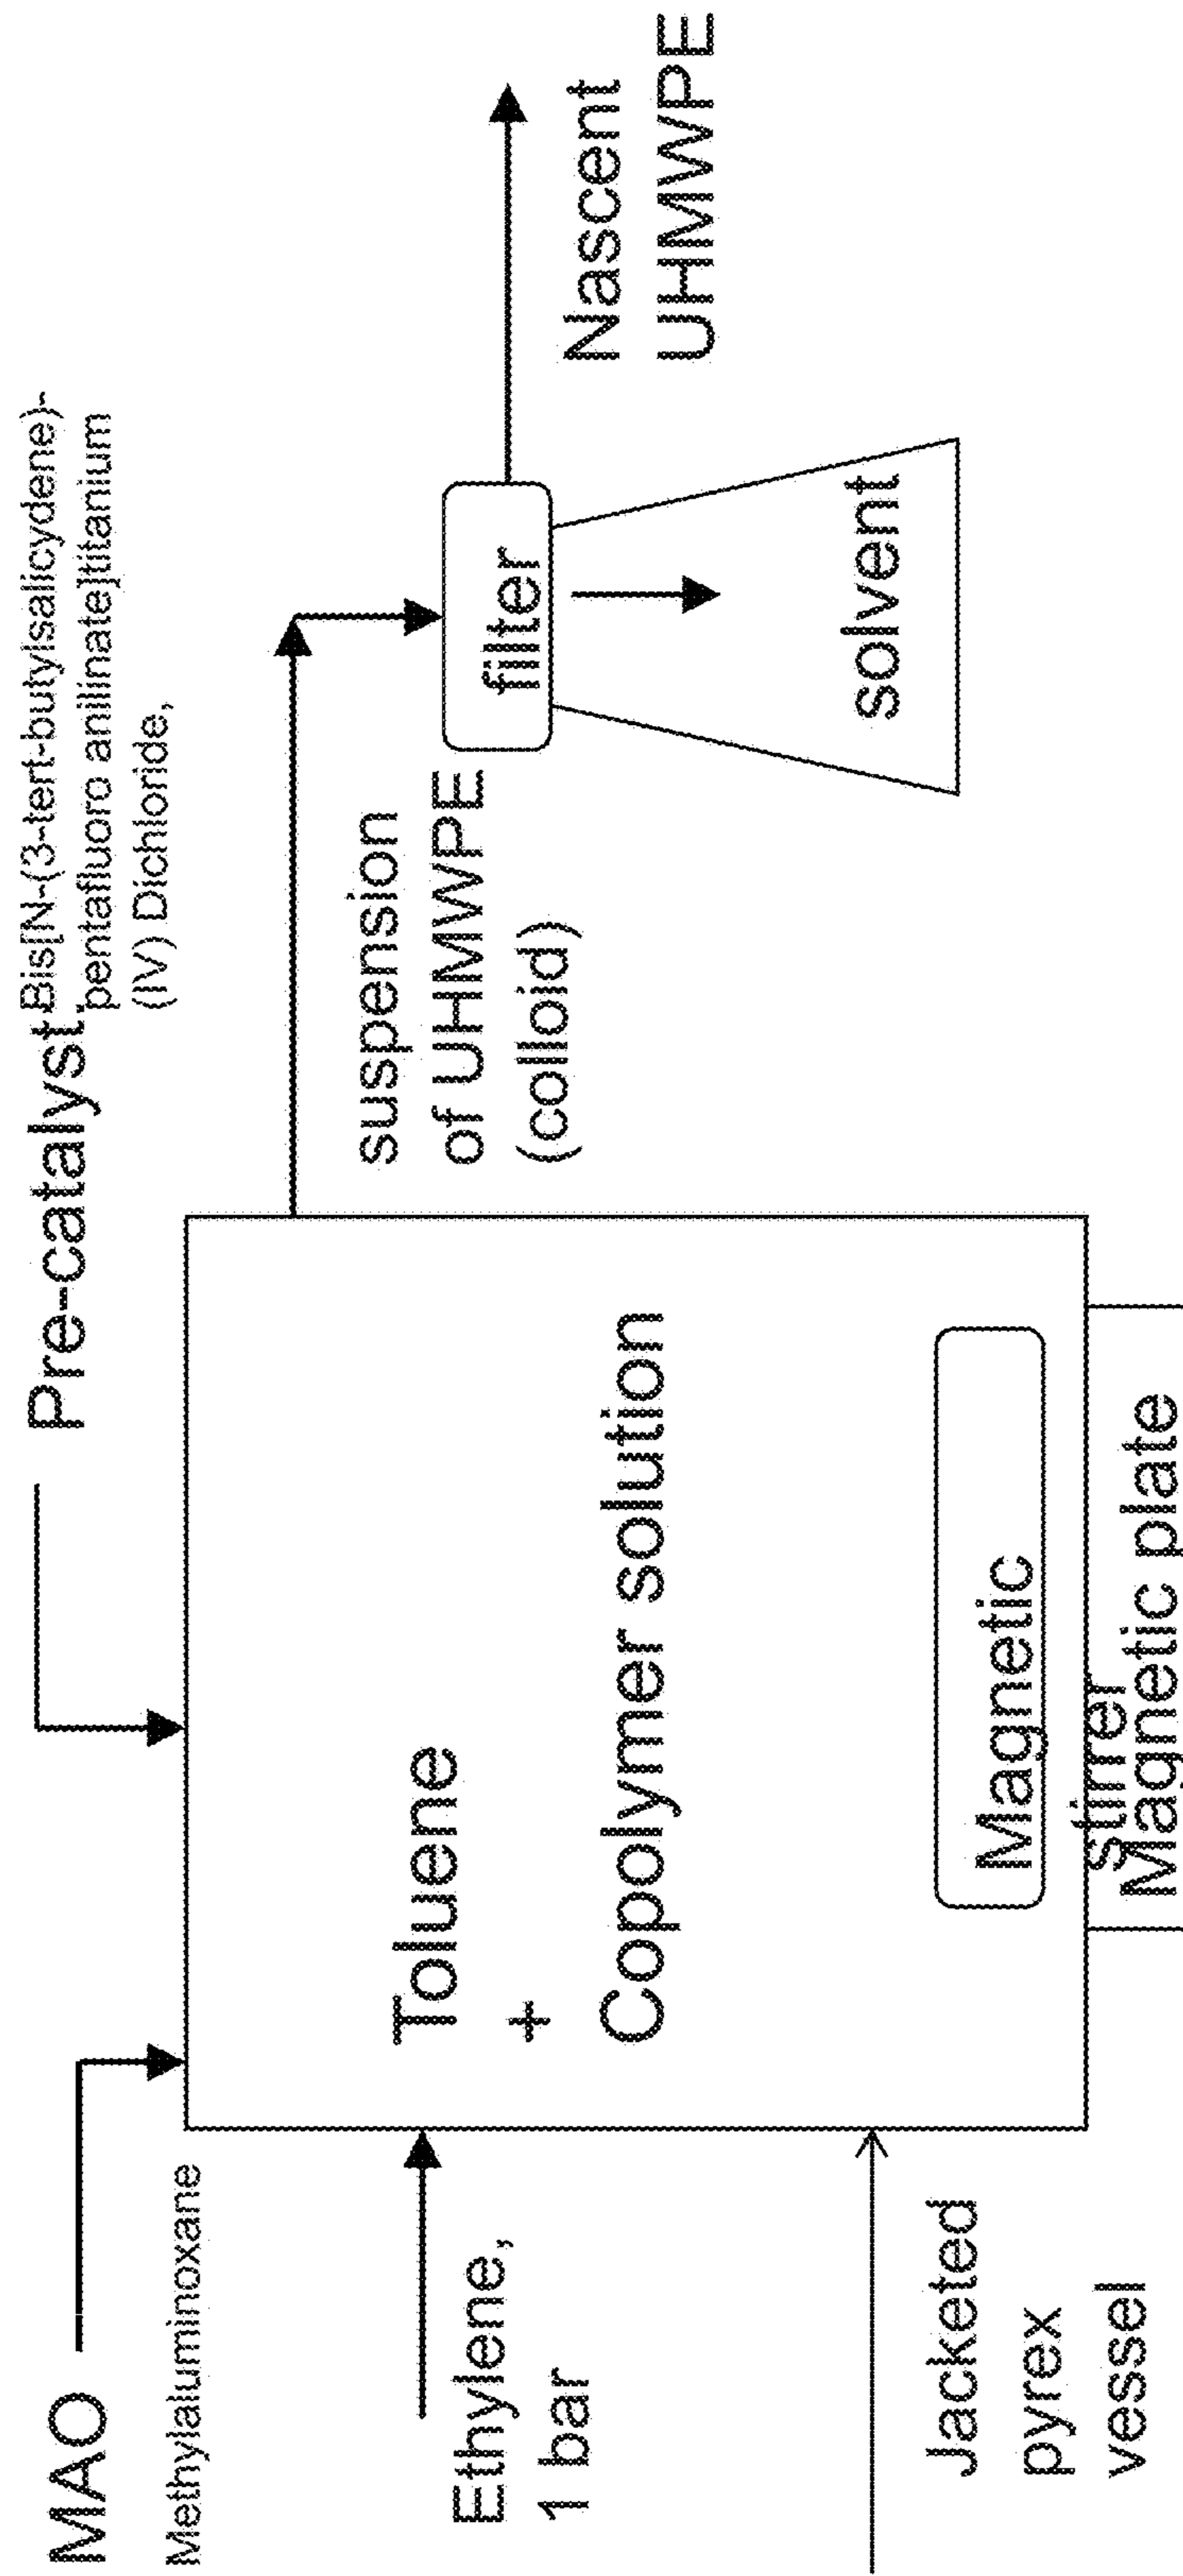 MAO
Methylaluminoxane
Pre-catalyst
Bis[N-(3-tert-butylsalicydene)-
pentafluoro anilinate]titanium
(IV) Dichloride,
Ethylene,
1 bar
Toluene
+
Copolymer solution
suspension
of UHMWPE
(colloid)
filter
Nascent
UHMWPE
solvent
Jacketed
pyrex
vessel
Magnetic
stirrer
Magnetic plate